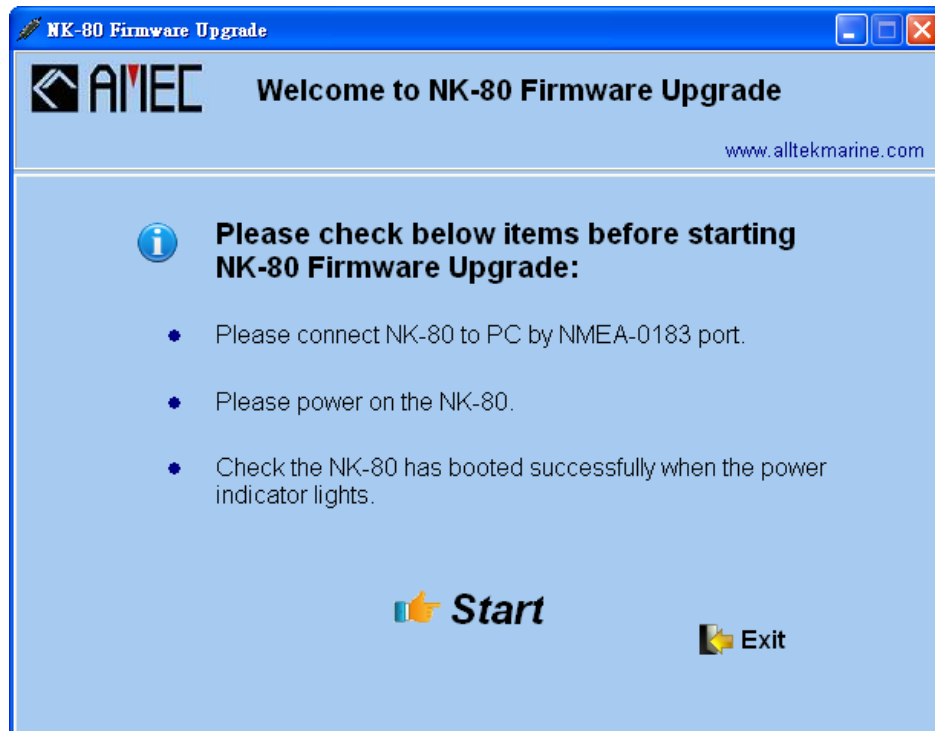 NK-80 Firmware Upgrade
AMEC
Welcome to NK-80 Firmware Upgrade
www.alltekmarine.com
Please check below items before starting
NK-80 Firmware Upgrade:
Please connect NK-80 to PC by NMEA-0183 port.
Please power on the NK-80.
Check the NK-80 has booted successfully when the power
indicator lights.
Start
Exit